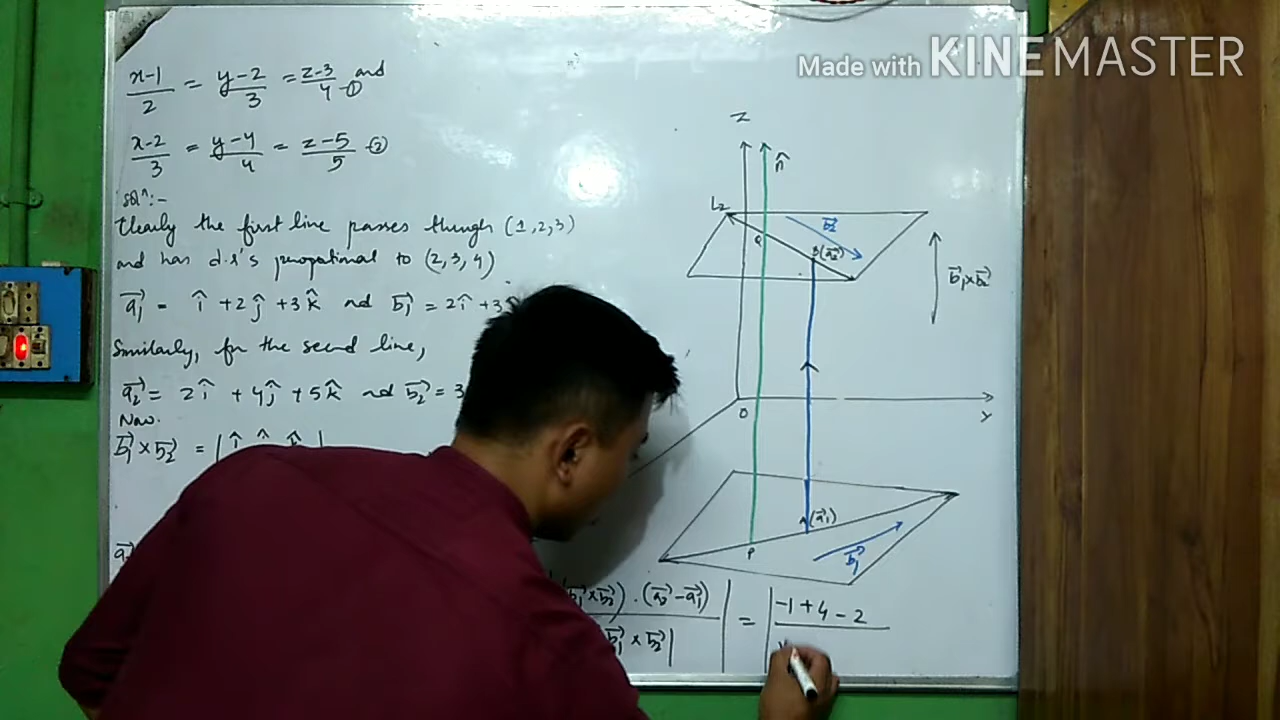 Made with KINEMASTER
x-1/2 = y-2/3 = z-3/4 ① and
x-2/3 = y-4/4 = z-5/5 ②
solⁿ:-
Clearly the first line passes though (1,2,3)
and has d.r's propotional to (2,3,4)
a₁⃗ = î + 2ĵ + 3k̂ and b₁⃗ = 2î + 3
Similarly, for the second line,
a₂⃗ = 2î + 4ĵ + 5k̂ and b₂⃗ = 3
Now.
b₁⃗ × b₂⃗ = | î ĵ k̂ |
(b₁⃗ × b₂⃗) . (a₂⃗ - a₁⃗) | = | -1 + 4 - 2
b₁⃗ × b₂⃗ |
Z
n̂
L₂
b₂⃗
Q
B(a₂⃗)
b₁⃗ × b₂⃗
O
Y
A(a₁⃗)
P
b₁⃗